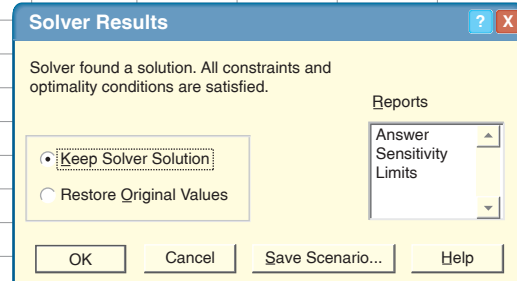 Solver Results
? X
Solver found a solution. All constraints and
optimality conditions are satisfied.
Reports
Answer
Sensitivity
Limits
Keep Solver Solution
Restore Original Values
OK Cancel Save Scenario... Help